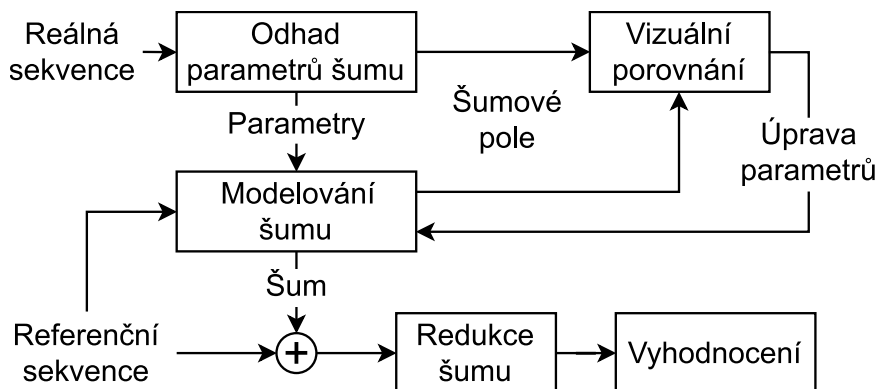 Reálná
sekvence
Odhad
parametrů šumu
Vizuální
porovnání
Parametry
Šumové
pole
Úprava
parametrů
Modelování
šumu
Šum
Referenční
sekvence
+
Redukce
šumu
Vyhodnocení